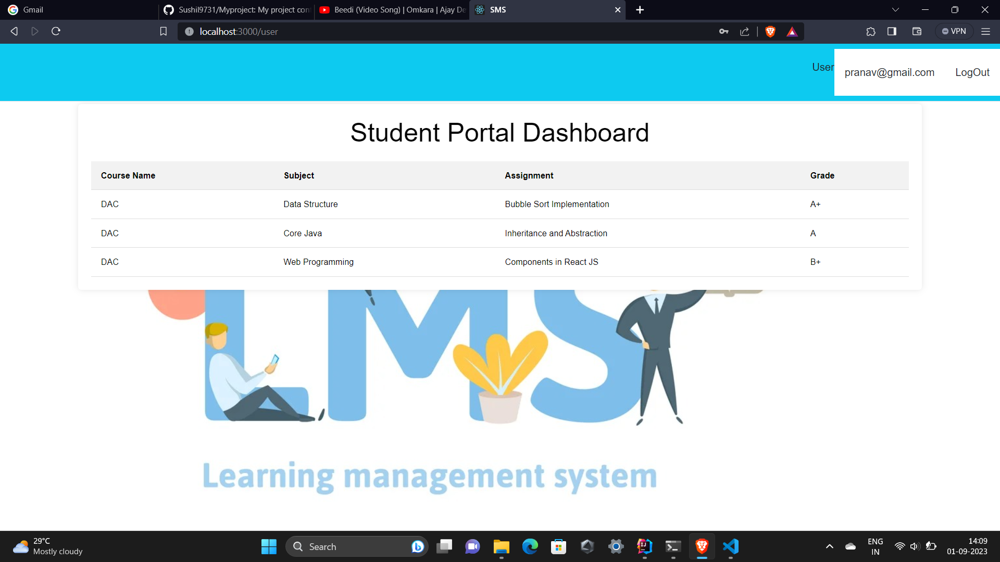 Gmail
Sushil9731/Myproject: My project con
Beedi (Video Song) | Omkara | Ajay De
SMS
localhost:3000/user
VPN
User
pranav@gmail.com
LogOut
Student Portal Dashboard
Course Name Subject Assignment Grade
DAC Data Structure Bubble Sort Implementation A+
DAC Core Java Inheritance and Abstraction A
DAC Web Programming Components in React JS B+
LMS
Learning management system
29°C
Mostly cloudy
Search
ENG
IN
14:09
01-09-2023